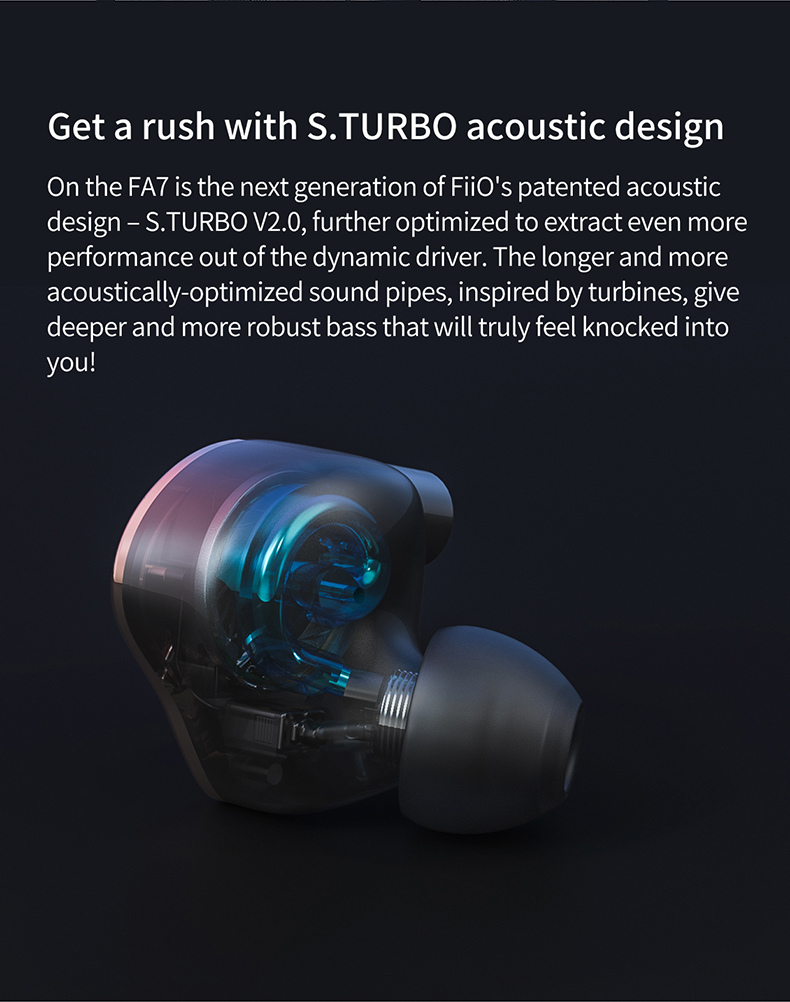 Get a rush with S.TURBO acoustic design
On the FA7 is the next generation of FiiO's patented acoustic
design – S.TURBO V2.0, further optimized to extract even more
performance out of the dynamic driver. The longer and more
acoustically-optimized sound pipes, inspired by turbines, give
deeper and more robust bass that will truly feel knocked into
you!